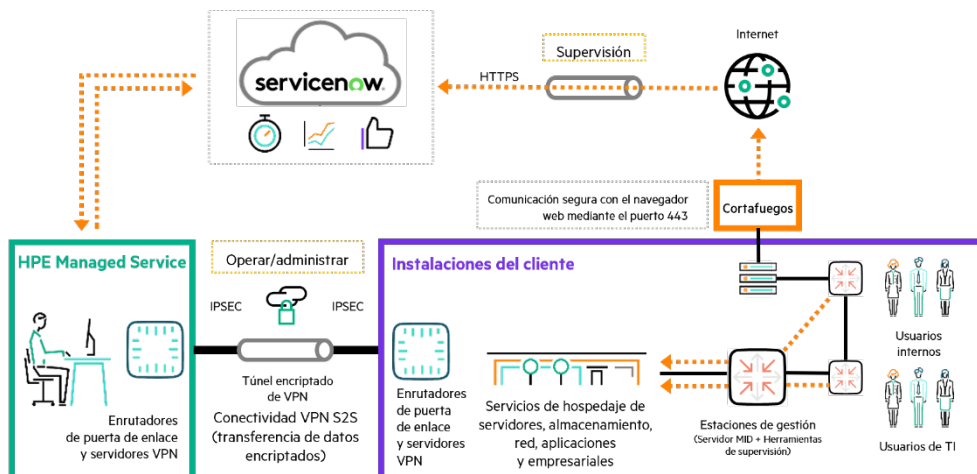 servicenow
Supervisión
HTTPS
Internet
Comunicación segura con el navegador
web mediante el puerto 443
Cortafuegos
HPE Managed Service
Operar/administrar
Instalaciones del cliente
IPSEC
IPSEC
Usuarios
internos
Túnel encriptado
de VPN
Conectividad VPN S2S
(transferencia de datos
encriptados)
Enrutadores
de puerta de enlace
y servidores VPN
Enrutadores
de puerta
de enlace
y servidores
VPN
Servicios de hospedaje de
servidores, almacenamiento,
red, aplicaciones
y empresariales
Estaciones de gestión
(Servidor MID + Herramientas
de supervisión)
Usuarios de TI